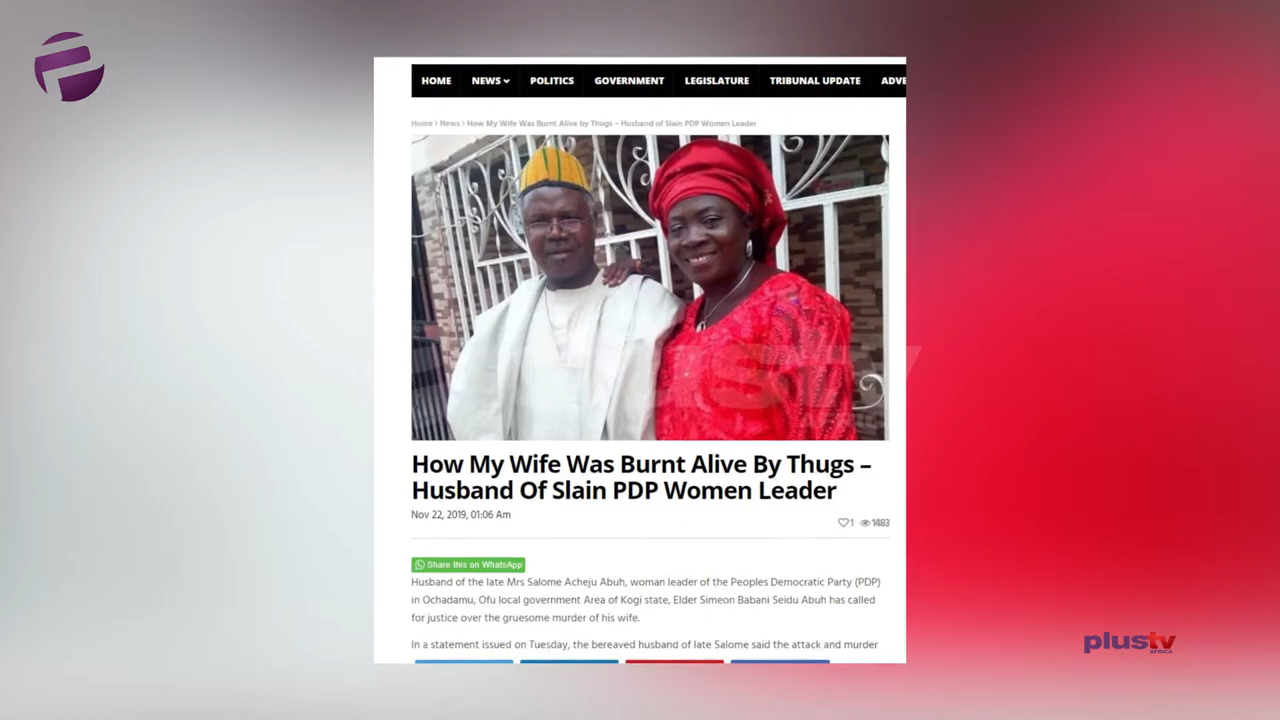 HOME NEWS POLITICS GOVERNMENT LEGISLATURE TRIBUNAL UPDATE ADVE
Home › News › How My Wife Was Burnt Alive by Thugs – Husband of Slain PDP Women Leader
How My Wife Was Burnt Alive By Thugs –
Husband Of Slain PDP Women Leader
Nov 22, 2019, 01:06 Am
1 1483
Share this on WhatsApp
Husband of the late Mrs Salome Acheju Abuh, woman leader of the Peoples Democratic Party (PDP)
in Ochadamu, Ofu local government Area of Kogi state, Elder Simeon Babani Seidu Abuh has called
for justice over the gruesome murder of his wife.
In a statement issued on Tuesday, the bereaved husband of late Salome said the attack and murder
plustv
AFRICA